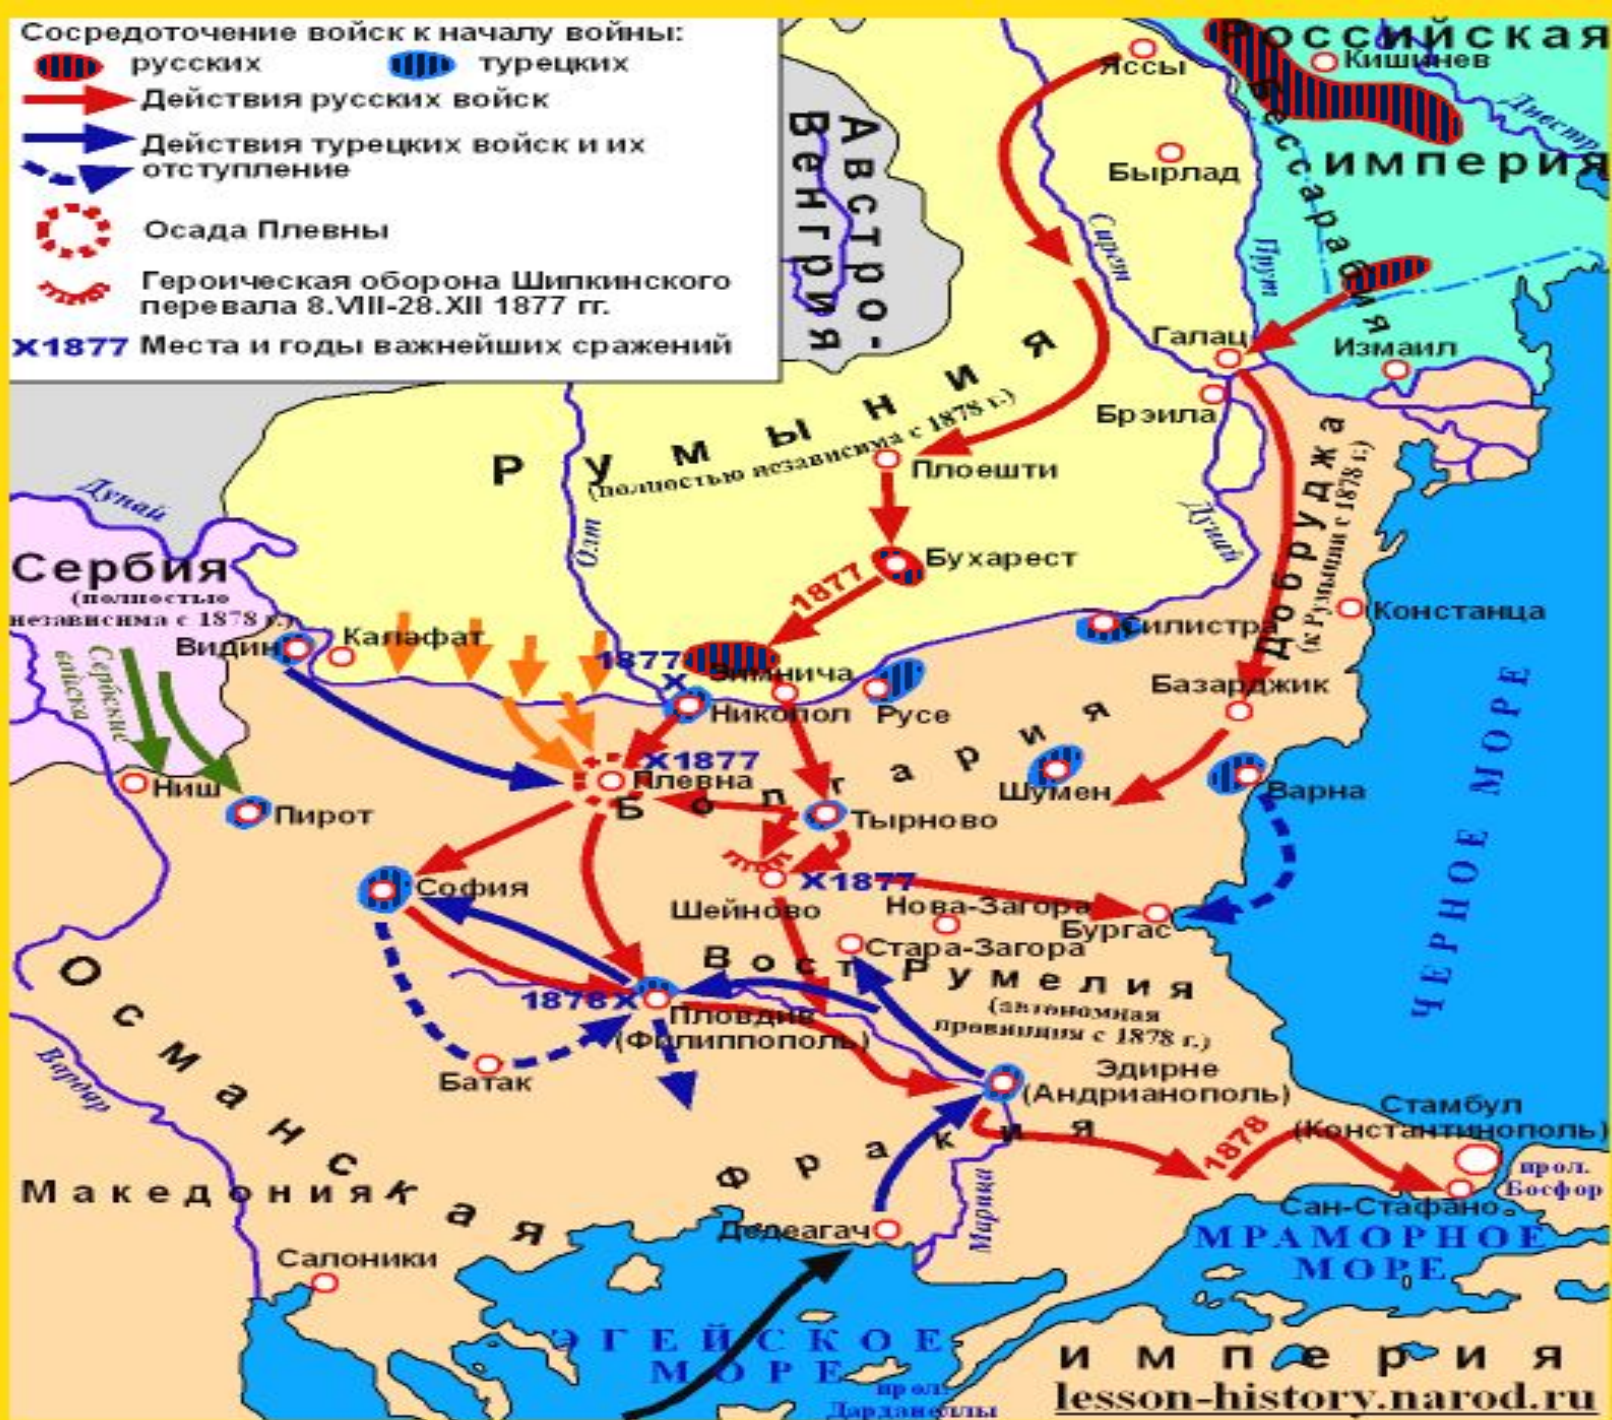 Сосредоточение войск к началу войны:
русских
турецких
Действия русских войск
Действия турецких войск и их
отступление
Осада Плевны
Героическая оборона Шипкинского
перевала 8.VIII-28.XII 1877 гг.
X1877 Места и годы важнейших сражений
Российская
империя
Бессарабия
Кишинев
Днестр
Яссы
Бырлад
Австро-
Венгрия
Сирет
Прут
Галац
Измаил
Брэила
Румыния
(полностью независима с 1878 г.)
Плоешти
Дунай
Олт
Дунай
Бухарест
1877
Добруджа
(к Румынии с 1878 г.)
Сербия
(полностью
независима с 1878 г.)
Видин
Калафат
Сербские
войска
Силистра
Констанца
1877
x
Зимнича
Никопол
Русе
Базарджик
X1877
Плевна
Болгария
Шумен
Варна
Ниш
Пирот
Тырново
ЧЕРНОЕ МОРЕ
София
X1877
Шейново
Нова-Загора
Бургас
Стара-Загора
Вост. Румелия
(автономная
провинция с 1878 г.)
1878 X
Пловдив
(Филиппополь)
Батак
Эдирне
(Андрианополь)
Стамбул
(Константинополь)
1878
прол.
Босфор
Сан-Стафано
МРАМОРНОЕ
МОРЕ
Османская
Вардар
Македония
Фракия
Марица
Дедеагач
Салоники
ЭГЕЙСКОЕ
МОРЕ
прол.
Дарданеллы
империя
lesson-history.narod.ru